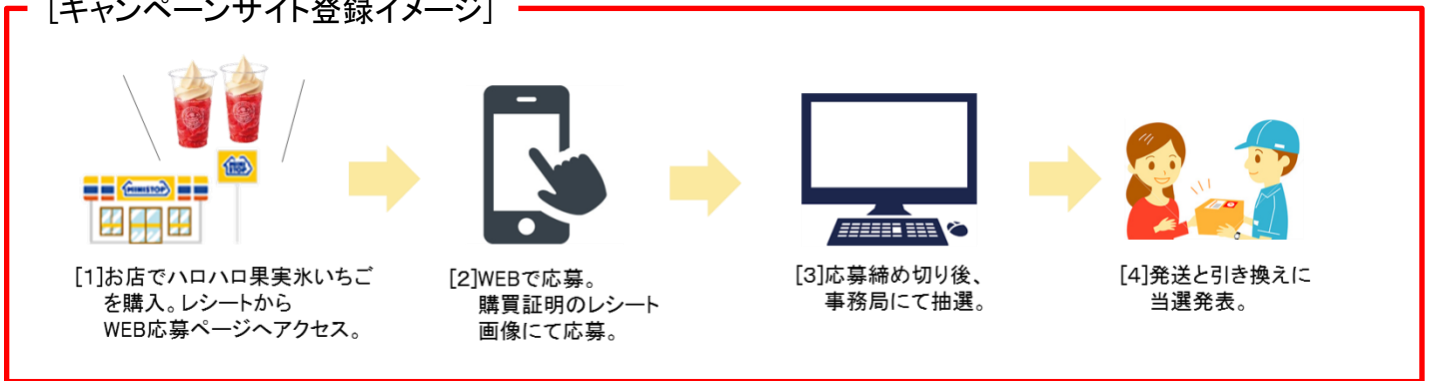 [キャンペーンサイト登録イメージ]
MINI
STOP
MINISTOP
[1]お店でハロハロ果実氷いちご
を購入。レシートから
WEB応募ページへアクセス。
[2]WEBで応募。
購買証明のレシート
画像にて応募。
[3]応募締め切り後、
事務局にて抽選。
[4]発送と引き換えに
当選発表。